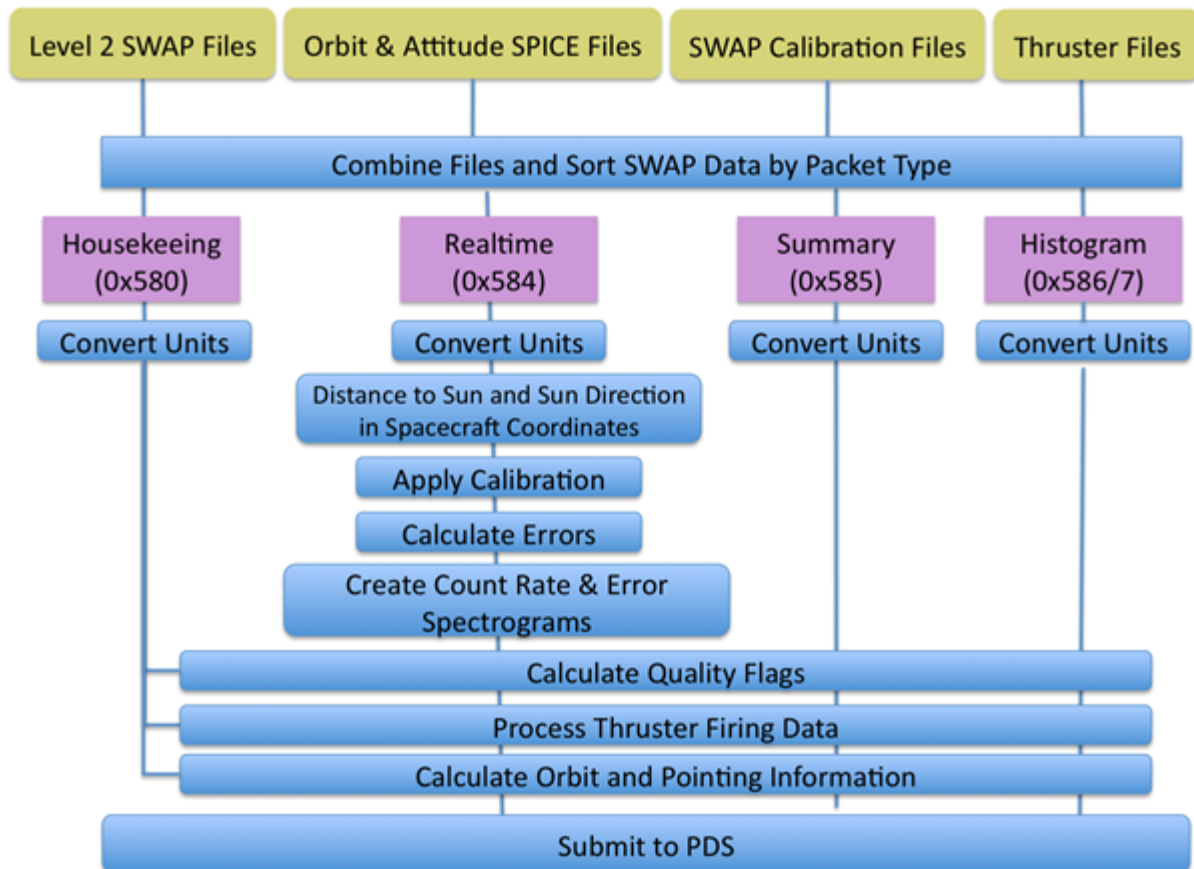 Level 2 SWAP Files
Orbit & Attitude SPICE Files
SWAP Calibration Files
Thruster Files
Combine Files and Sort SWAP Data by Packet Type
Housekeeing
(0x580)
Realtime
(0x584)
Summary
(0x585)
Histogram
(0x586/7)
Convert Units
Convert Units
Convert Units
Convert Units
Distance to Sun and Sun Direction
in Spacecraft Coordinates
Apply Calibration
Calculate Errors
Create Count Rate & Error
Spectrograms
Calculate Quality Flags
Process Thruster Firing Data
Calculate Orbit and Pointing Information
Submit to PDS